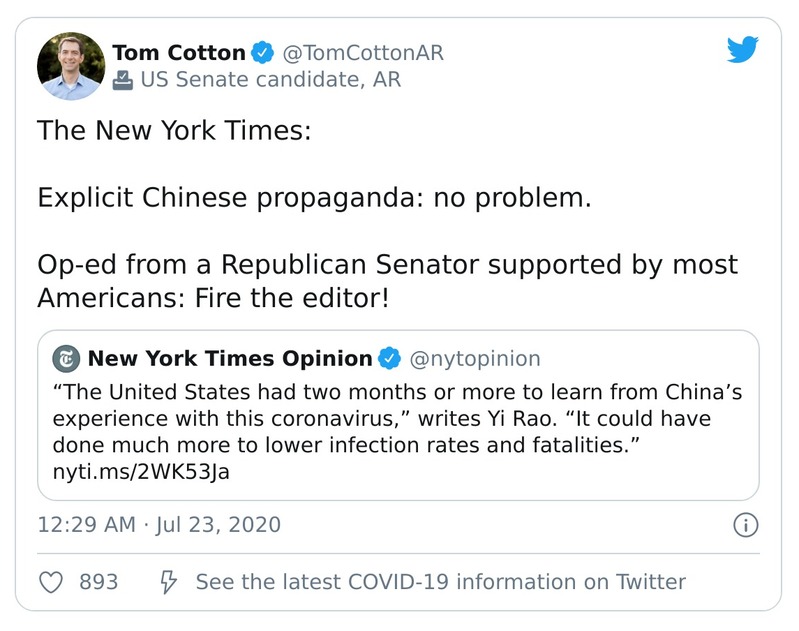 Tom Cotton @TomCottonAR
US Senate candidate, AR
The New York Times:
Explicit Chinese propaganda: no problem.
Op-ed from a Republican Senator supported by most
Americans: Fire the editor!
New York Times Opinion @nytopinion
“The United States had two months or more to learn from China’s
experience with this coronavirus,” writes Yi Rao. “It could have
done much more to lower infection rates and fatalities.”
nyti.ms/2WK53Ja
12:29 AM · Jul 23, 2020
893 See the latest COVID-19 information on Twitter